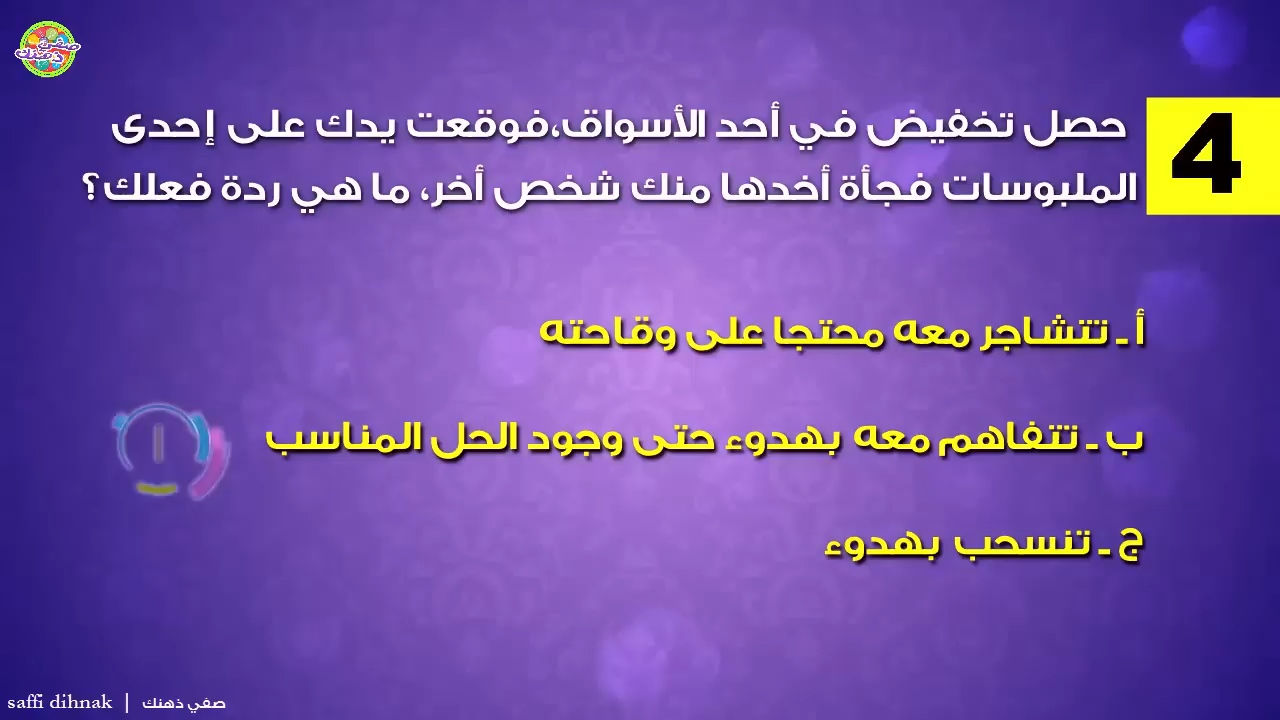 صفي ذهنك
4
حصل تخفيض في أحد الأسواق،فوقعت يدك على إحدى
الملبوسات فجأة أخدها منك شخص أخر، ما هي ردة فعلك؟
أ ـ تتشاجر معه محتجا على وقاحته
ب ـ تتفاهم معه بهدوء حتى وجود الحل المناسب
ج ـ تنسحب بهدوء
saffi dihnak | صفي ذهنك